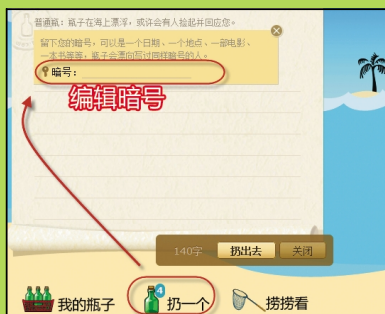 普通瓶：瓶子在海上漂浮，或许会有人捡起并回应您。
留下您的暗号，可以是一个日期、一个地点、一部电影、
一本书等等，瓶子会漂向写过同样暗号的人。
暗号：
编辑暗号
140字 扔出去 关闭
我的瓶子 4 扔一个 捞捞看